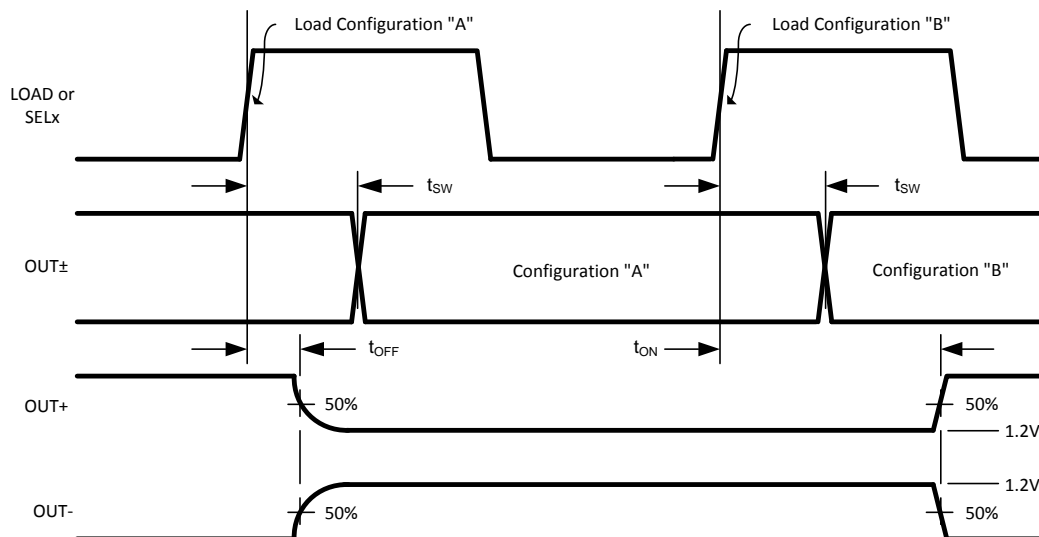 Load Configuration "A"
Load Configuration "B"
LOAD or
SELx
tSW
tSW
OUT±
Configuration "A"
Configuration "B"
tOFF
tON
OUT+
50%
50%
1.2V
1.2V
OUT-
50%
50%